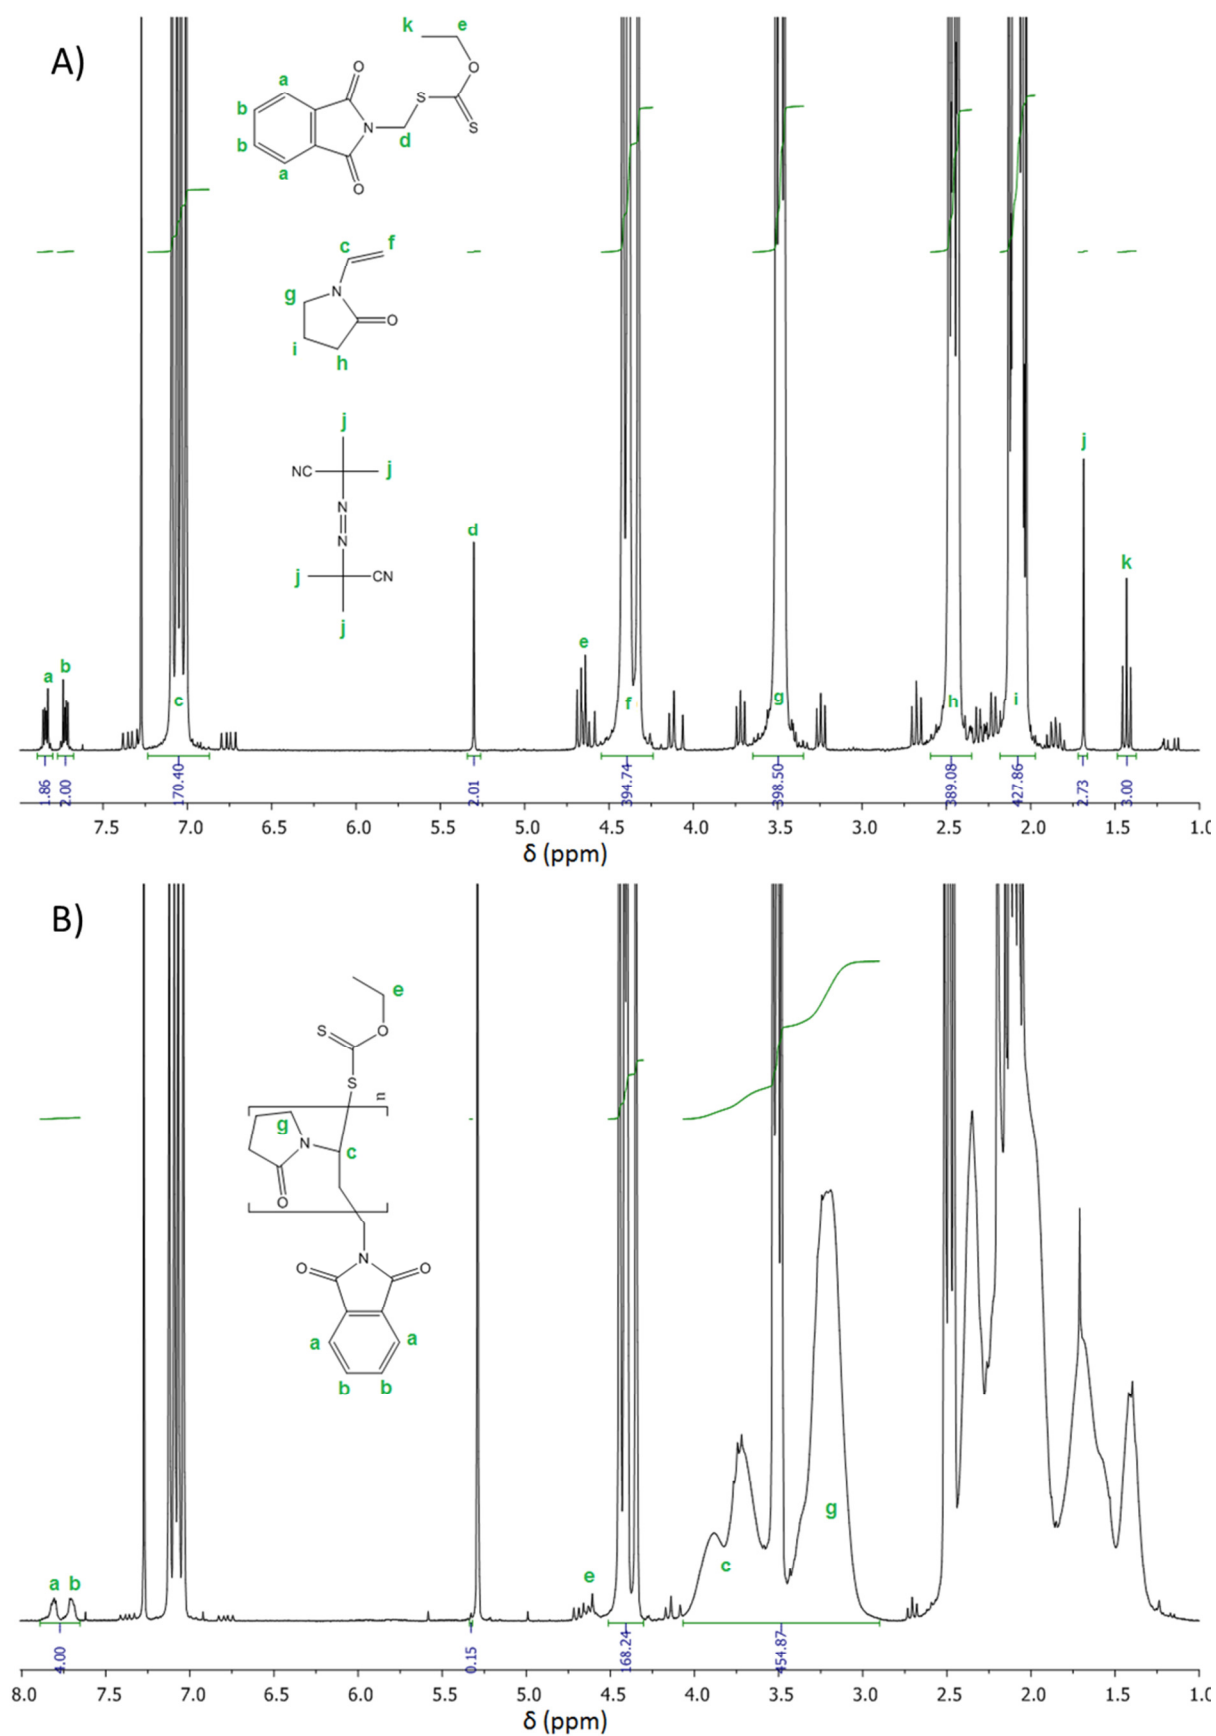 A)
k e
O
a O S
b
N S
b d
a O
c f
N
g
O
i
h
j
NC j
N
N
j CN
j
a b c d e f g h i j k
1.86 2.00 170.40 2.01 394.74 398.50 389.08 427.86 2.73 3.00
7.5 7.0 6.5 6.0 5.5 5.0 4.5 4.0 3.5 3.0 2.5 2.0 1.5 1.0
δ (ppm)
B)
e
S O
S
n
g
N c
O
N
O O
a a
b b
a b e c g
4.00 0.15 168.24 454.87
8.0 7.5 7.0 6.5 6.0 5.5 5.0 4.5 4.0 3.5 3.0 2.5 2.0 1.5 1.0
δ (ppm)